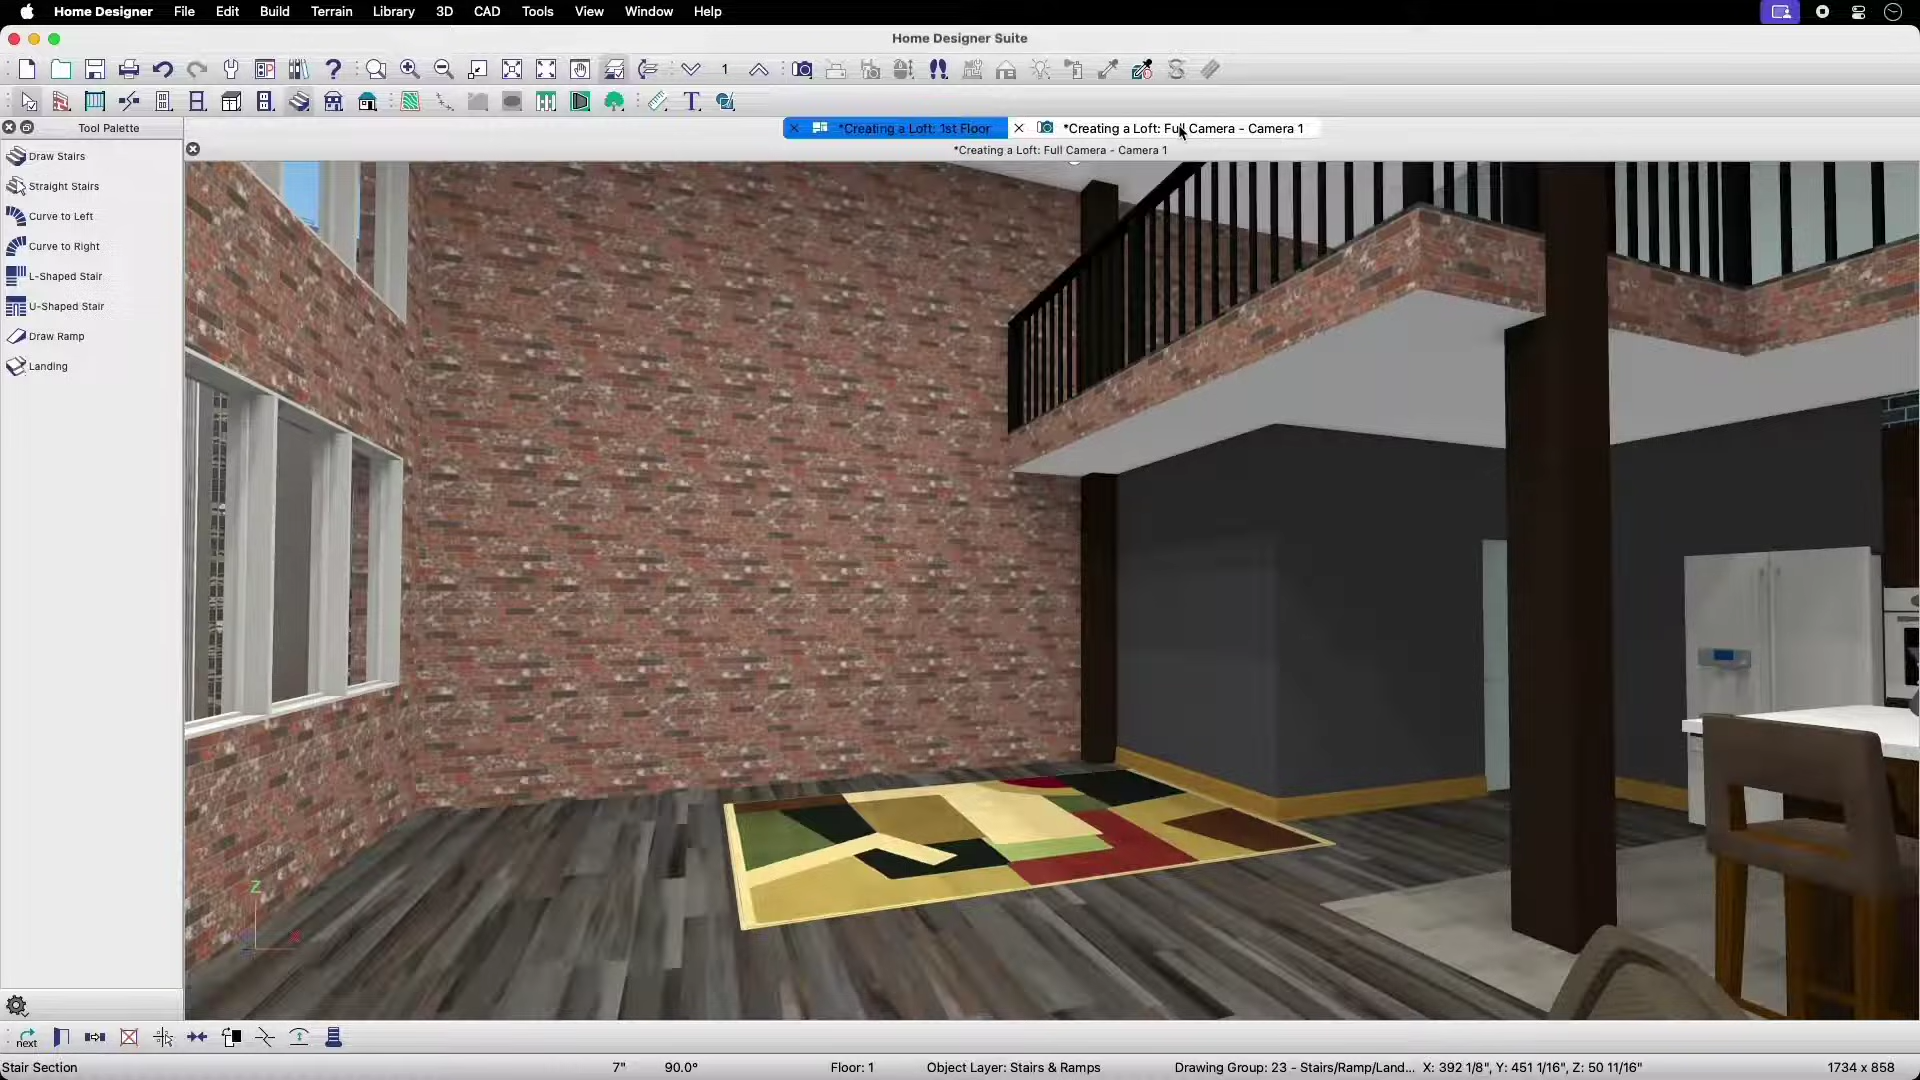 Home Designer File Edit Build Terrain Library 3D CAD Tools View Window Help
Home Designer Suite
1
Tool Palette
*Creating a Loft: 1st Floor
*Creating a Loft: Full Camera - Camera 1
*Creating a Loft: Full Camera - Camera 1
Draw Stairs
Straight Stairs
Curve to Left
Curve to Right
L-Shaped Stair
U-Shaped Stair
Draw Ramp
Landing
Z
next
Stair Section 7" 90.0° Floor: 1 Object Layer: Stairs & Ramps Drawing Group: 23 - Stairs/Ramp/Land... X: 392 1/8", Y: 451 1/16", Z: 50 11/16" 1734 x 858